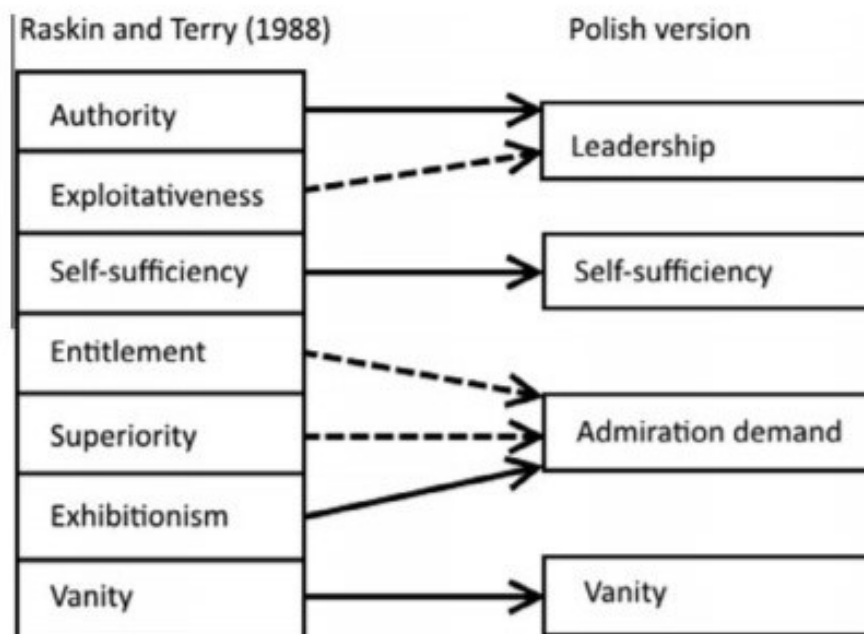 Raskin and Terry (1988)
Polish version
Authority
Exploitativeness
Self-sufficiency
Entitlement
Superiority
Exhibitionism
Vanity
Leadership
Self-sufficiency
Admiration demand
Vanity